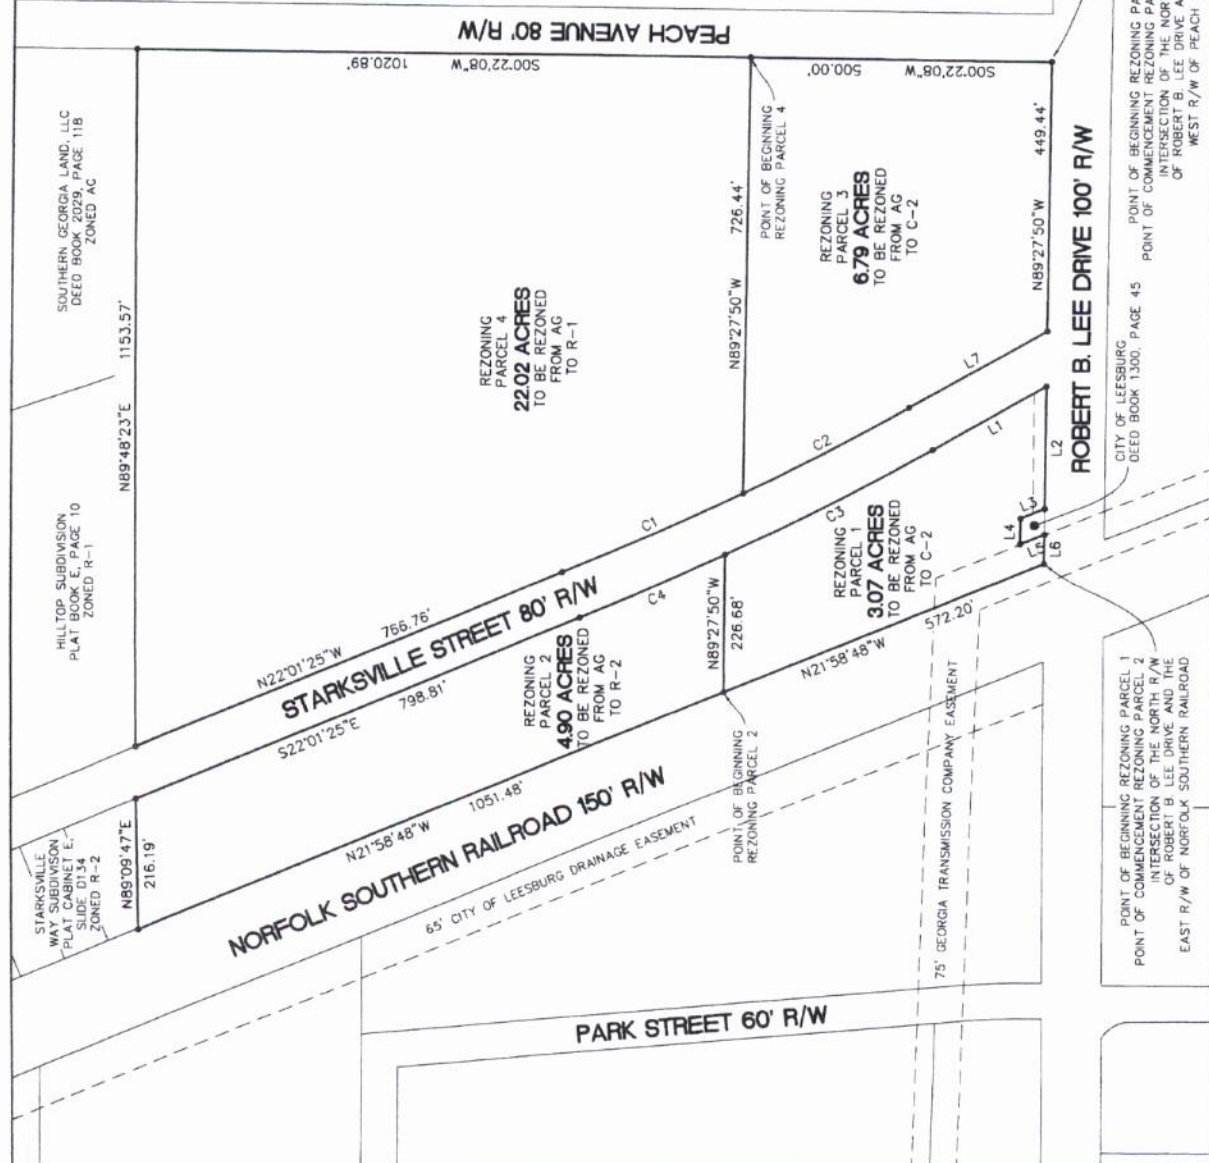 PEACH AVENUE 80' R/W
1020.89'
S00°22'08"W
500.00'
S00°22'08"W
SOUTHERN GEORGIA LAND, LLC
DEED BOOK 2029, PAGE 118
ZONED AC
N89°48'23"E
1153.57'
HILLTOP SUBDIVISION
PLAT BOOK E, PAGE 10
ZONED R-1
REZONING
PARCEL 4
22.02 ACRES
TO BE REZONED
FROM AG
TO R-1
POINT OF BEGINNING
REZONING PARCEL 4
N89°27'50"W
726.44'
REZONING
PARCEL 3
6.79 ACRES
TO BE REZONED
FROM AG
TO C-2
N89°27'50"W
449.44'
ROBERT B. LEE DRIVE 100' R/W
POINT OF BEGINNING REZONING PA
POINT OF COMMENCEMENT REZONING PA
INTERSECTION OF THE NOR
OF ROBERT B. LEE DRIVE A
WEST R/W OF PEACH
N22°01'25"W
766.76'
C1
C2
L7
STARKSVILLE STREET 80' R/W
S22°01'25"E
798.81'
C4
C3
L1
L2
L3
L4
L5
L6
CITY OF LEESBURG
DEED BOOK 1300, PAGE 45
REZONING
PARCEL 1
3.07 ACRES
TO BE REZONED
FROM AG
TO C-2
N89°27'50"W
226.68'
REZONING
PARCEL 2
4.90 ACRES
TO BE REZONED
FROM AG
TO R-2
N21°58'48"W
572.20'
STARKSVILLE
WAY SUBDIVISON
PLAT CABINET E,
SLIDE D134
ZONED R-2
N89°09'47"E
216.19'
N21°58'48"W
1051.48'
NORFOLK SOUTHERN RAILROAD 150' R/W
POINT OF BEGINNING
REZONING PARCEL 2
65' CITY OF LEESBURG DRAINAGE EASEMENT
75' GEORGIA TRANSMISSION COMPANY EASEMENT
POINT OF BEGINNING REZONING PARCEL 1
POINT OF COMMENCEMENT REZONING PARCEL 2
INTERSECTION OF THE NORTH R/W
OF ROBERT B. LEE DRIVE AND THE
EAST R/W OF NORFOLK SOUTHERN RAILROAD
PARK STREET 60' R/W